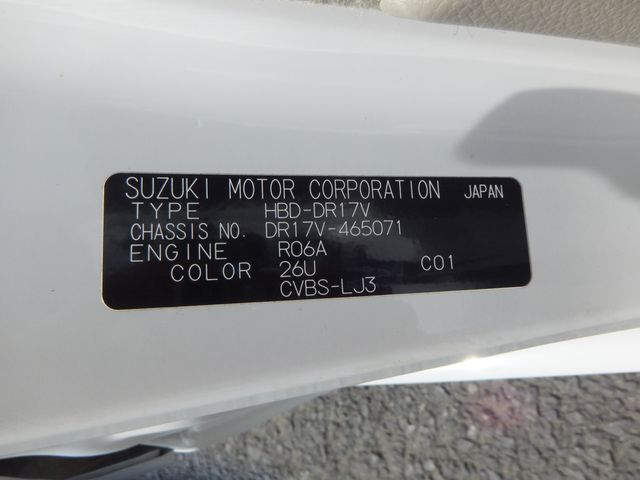 SUZUKI MOTOR CORPORATION JAPAN
TYPE HBD-DR17V
CHASSIS NO. DR17V-465071
ENGINE R06A
COLOR 26U C01
CVBS-LJ3